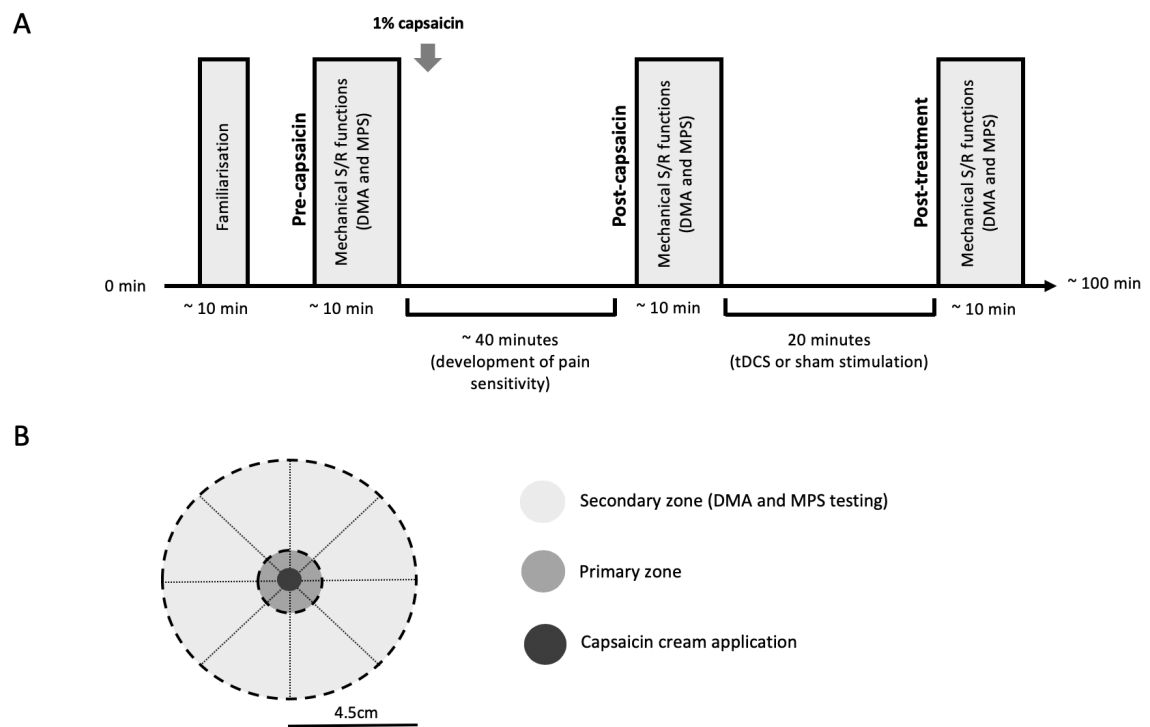 A
1% capsaicin
Familiarisation
Pre-capsaicin
Mechanical S/R functions
(DMA and MPS)
Post-capsaicin
Mechanical S/R functions
(DMA and MPS)
Post-treatment
Mechanical S/R functions
(DMA and MPS)
0 min
~ 100 min
~ 10 min
~ 10 min
~ 10 min
~ 10 min
~ 40 minutes
(development of pain
sensitivity)
20 minutes
(tDCS or sham stimulation)
B
Secondary zone (DMA and MPS testing)
Primary zone
Capsaicin cream application
4.5cm